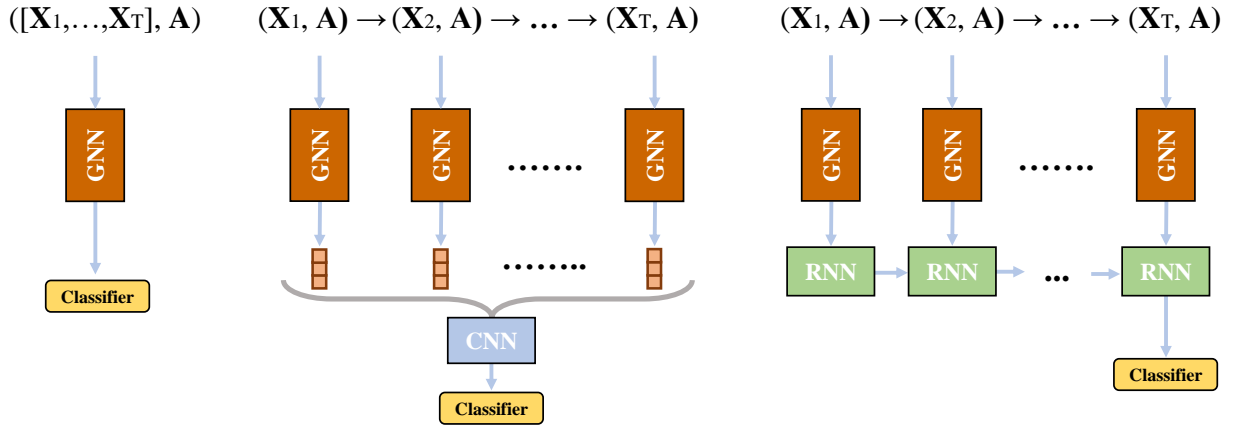 ([X1,...,XT], A)
(X1, A) → (X2, A) → ... → (XT, A)
(X1, A) → (X2, A) → ... → (XT, A)
GNN
GNN
GNN
.......
GNN
GNN
GNN
.......
GNN
........
RNN
RNN
...
RNN
Classifier
CNN
Classifier
Classifier